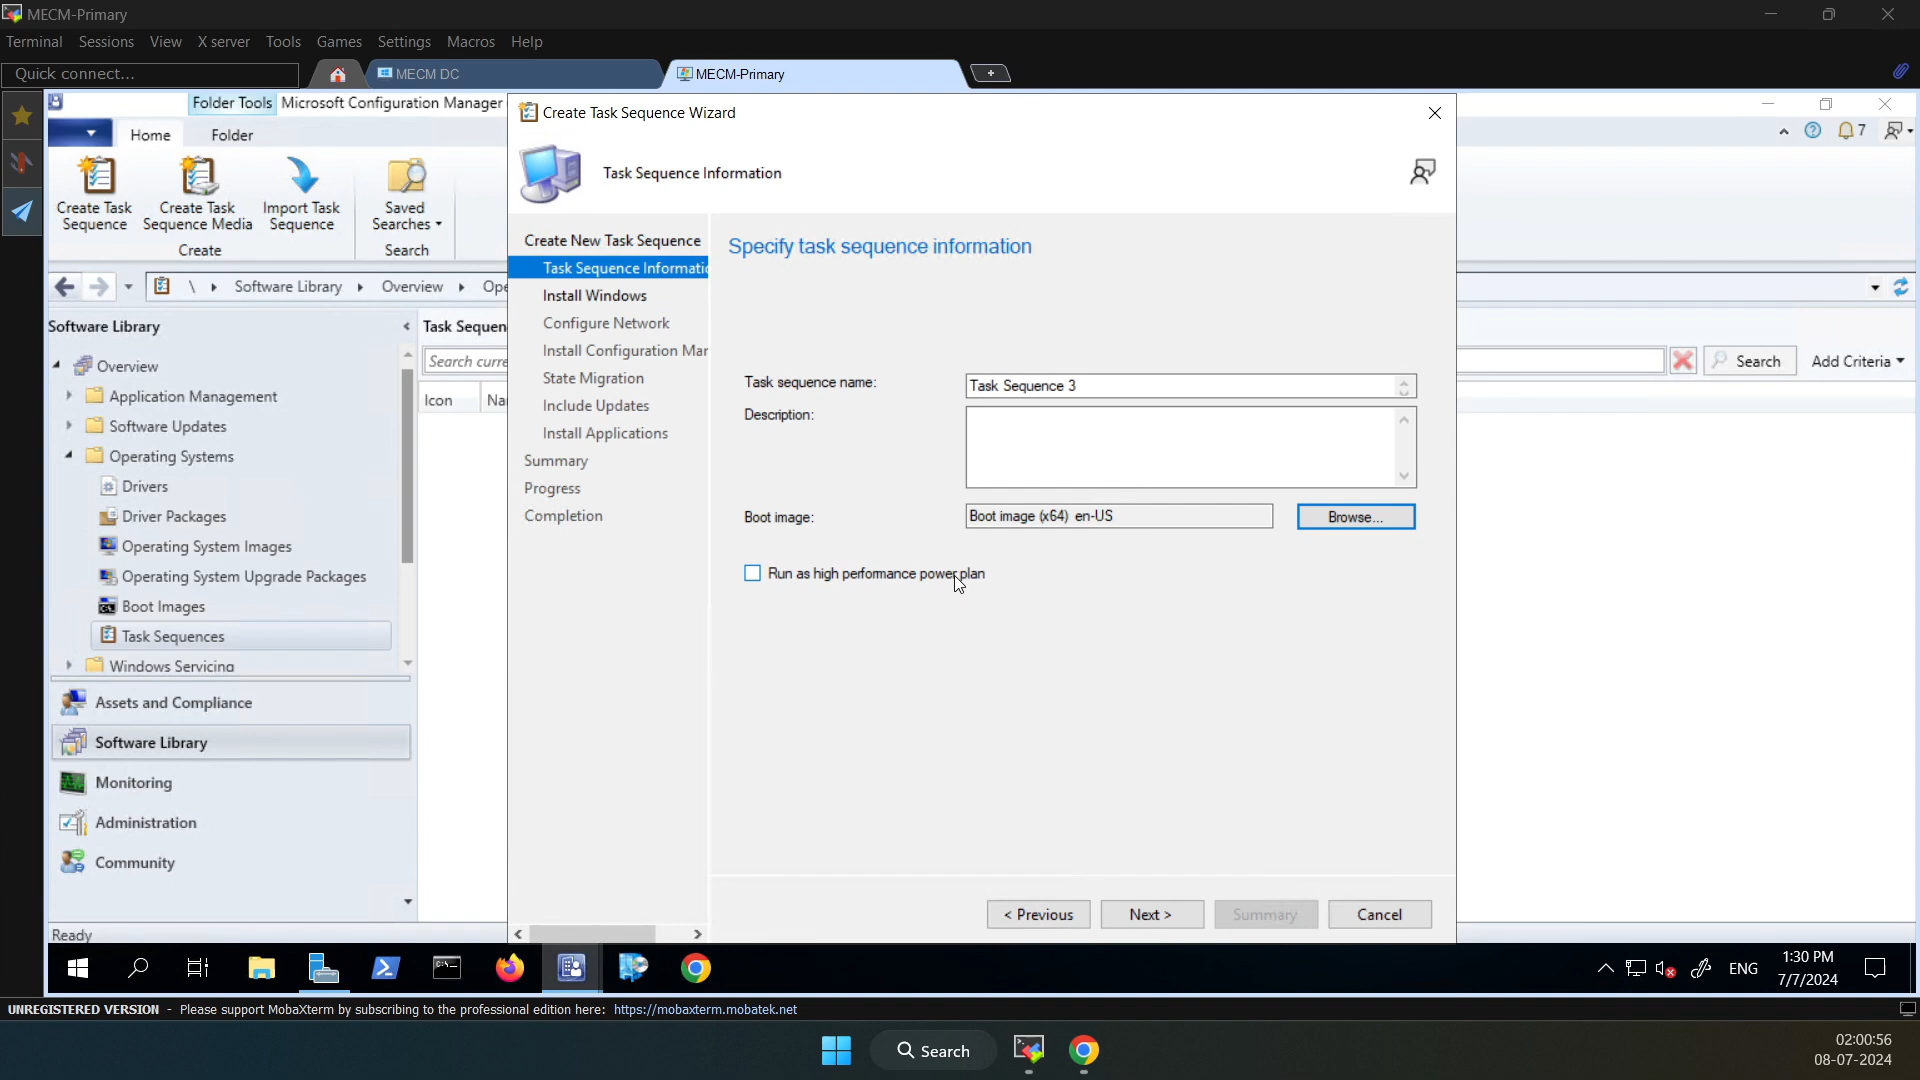 MECM-Primary
Terminal Sessions View X server Tools Games Settings Macros Help
Quick connect...
MECM DC
MECM-Primary
Folder Tools Microsoft Configuration Manager
Home Folder
7
Create Task Sequence
Create Task Sequence Media
Import Task Sequence
Saved Searches
Create
Search
\ Software Library Overview Ope
Software Library
Task Sequen
Search curre
Search
Add Criteria
Icon Na
Overview
Application Management
Software Updates
Operating Systems
Drivers
Driver Packages
Operating System Images
Operating System Upgrade Packages
Boot Images
Task Sequences
Windows Servicing
Assets and Compliance
Software Library
Monitoring
Administration
Community
Ready
Create Task Sequence Wizard
Task Sequence Information
Create New Task Sequence
Task Sequence Informatic
Install Windows
Configure Network
Install Configuration Mar
State Migration
Include Updates
Install Applications
Summary
Progress
Completion
Specify task sequence information
Task sequence name: Task Sequence 3
Description:
Boot image: Boot image (x64) en-US Browse...
Run as high performance power plan
< Previous Next > Summary Cancel
ENG
1:30 PM
7/7/2024
UNREGISTERED VERSION - Please support MobaXterm by subscribing to the professional edition here: https://mobaxterm.mobatek.net
Search
02:00:56
08-07-2024